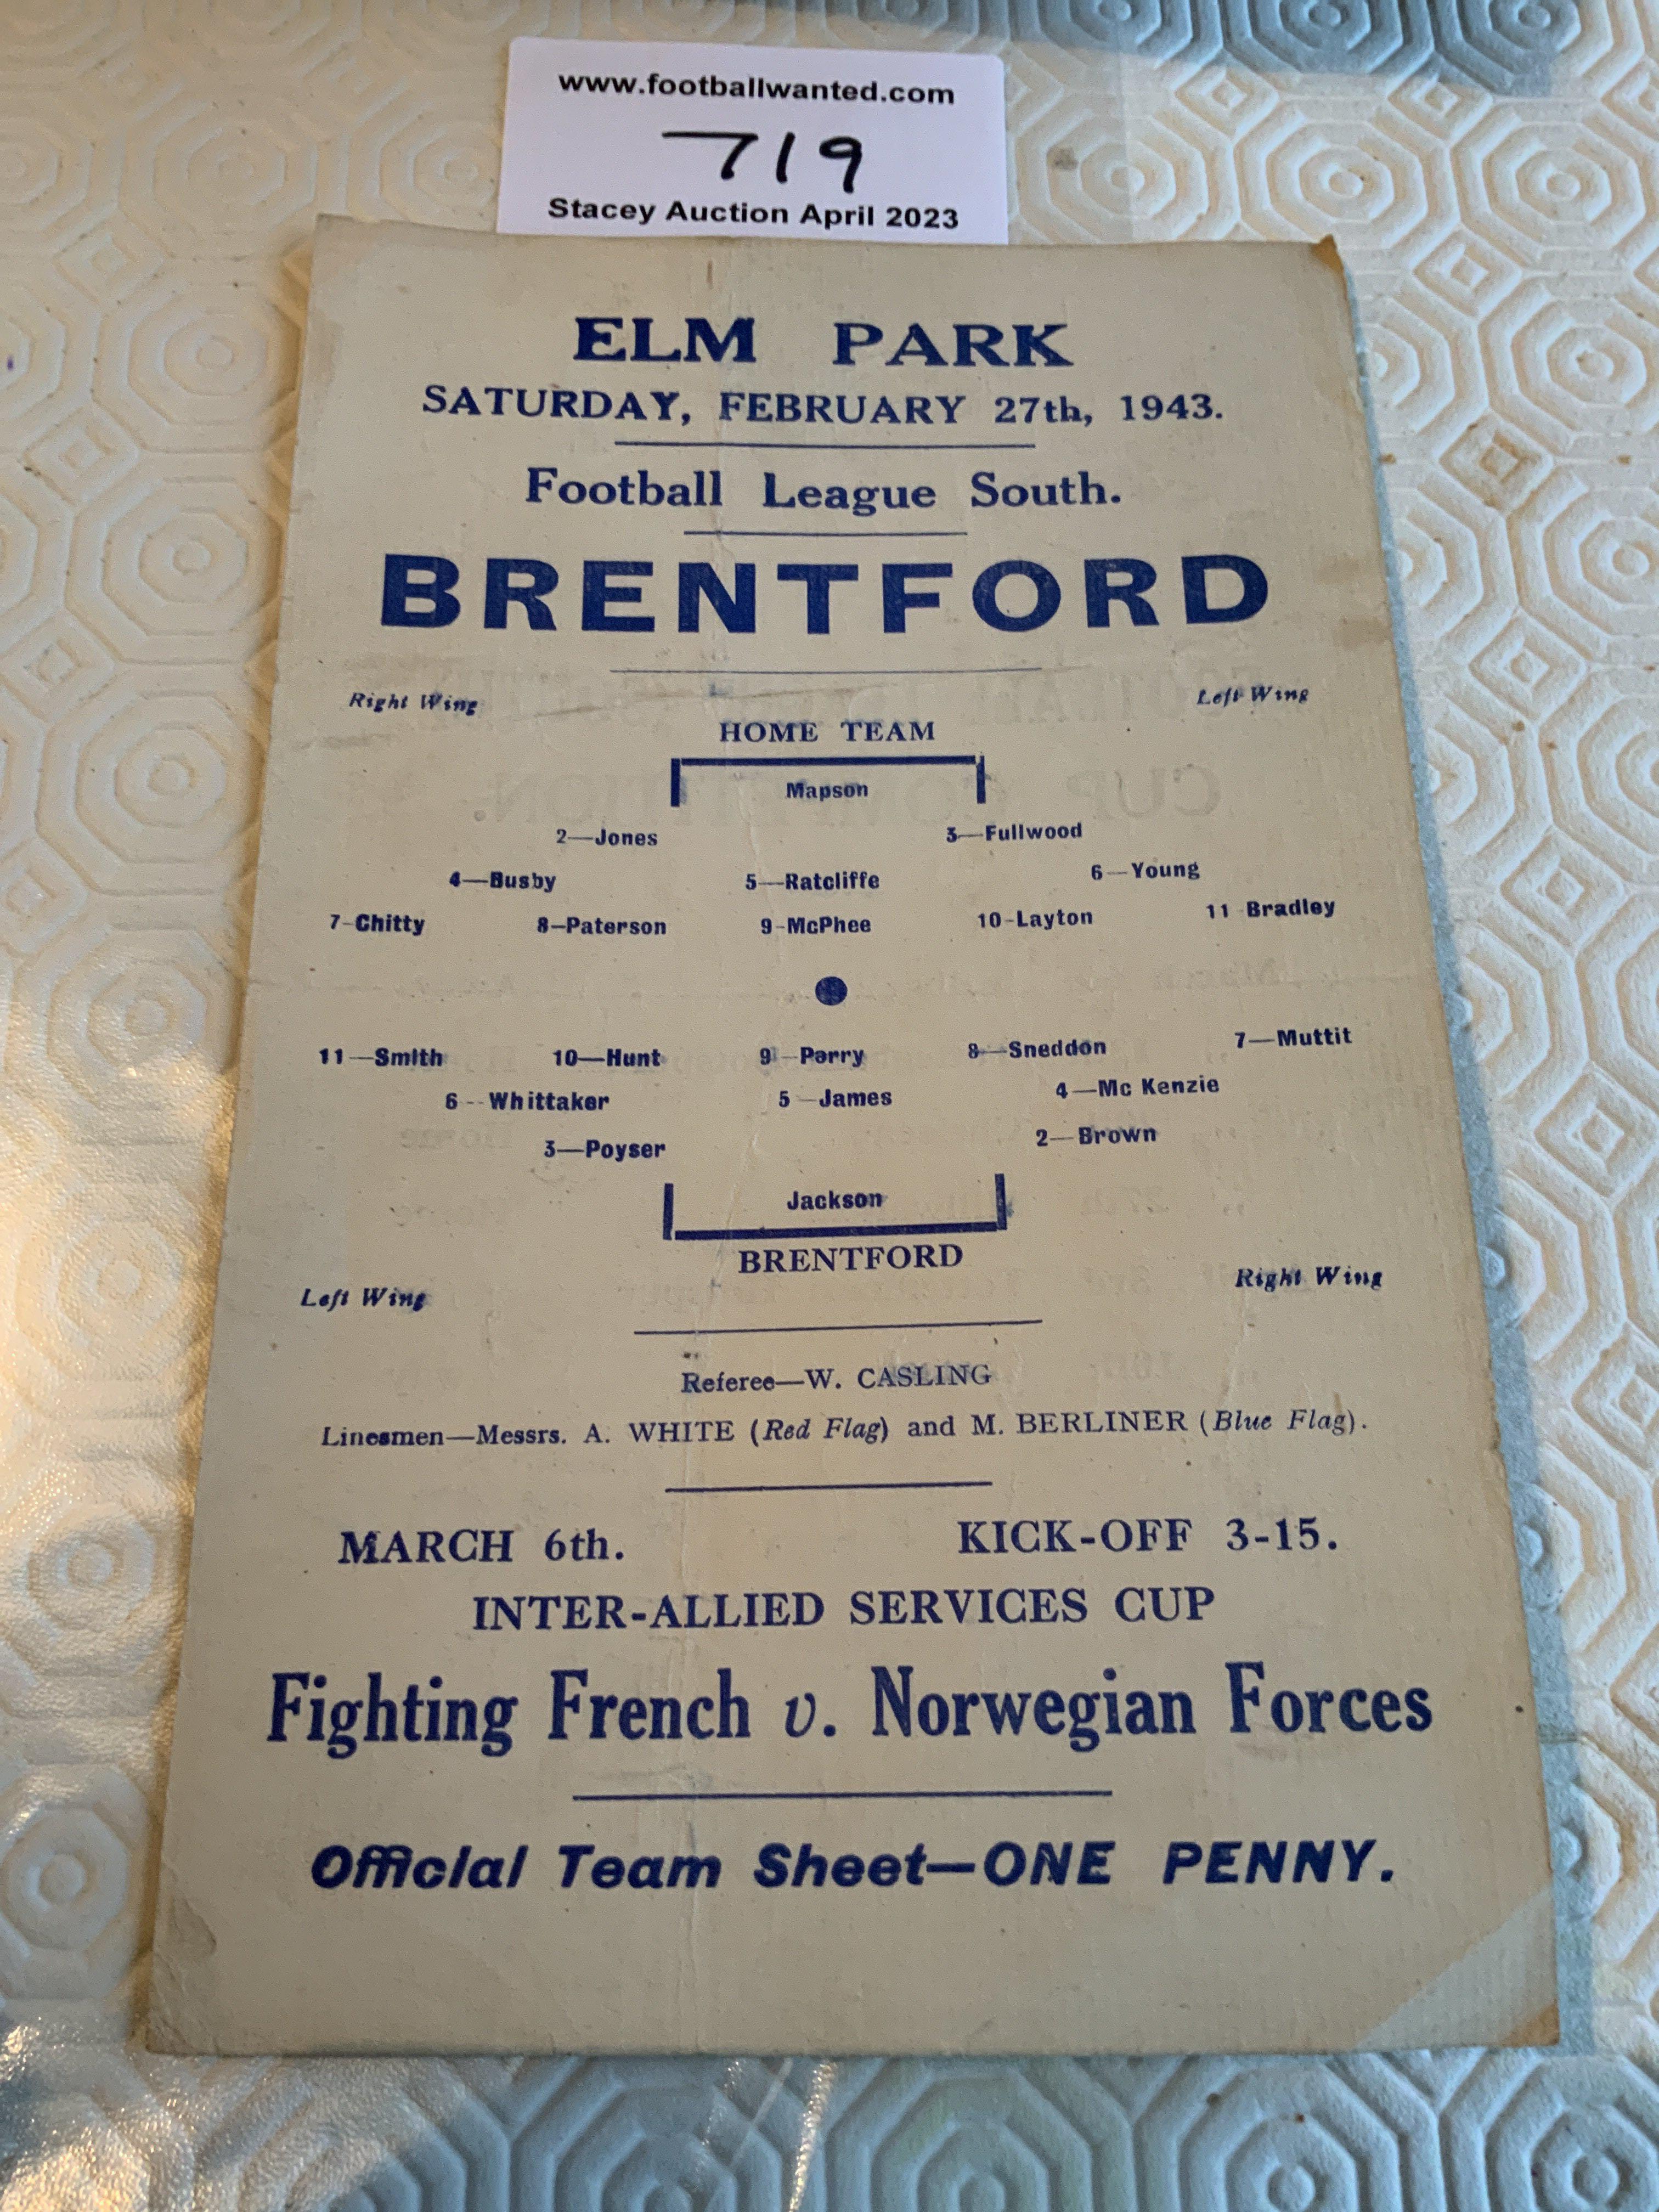 www.footballwanted.com
719
Stacey Auction April 2023
ELM PARK
SATURDAY, FEBRUARY 27th, 1943.
Football League South.
BRENTFORD
Right Wing Left Wing
HOME TEAM
Mapson
2—Jones 3—Fullwood
4—Busby 5—Ratcliffe 6—Young
7-Chitty 8-Paterson 9-McPhee 10-Layton 11 Bradley
11—Smith 10—Hunt 9—Perry 8—Sneddon 7—Muttit
6--Whittaker 5—James 4—Mc Kenzie
3—Poyser 2—Brown
Jackson
BRENTFORD
Left Wing Right Wing
Referee—W. CASLING
Linesmen—Messrs. A. WHITE (Red Flag) and M. BERLINER (Blue Flag).
MARCH 6th. KICK-OFF 3-15.
INTER-ALLIED SERVICES CUP
Fighting French v. Norwegian Forces
Official Team Sheet—ONE PENNY.